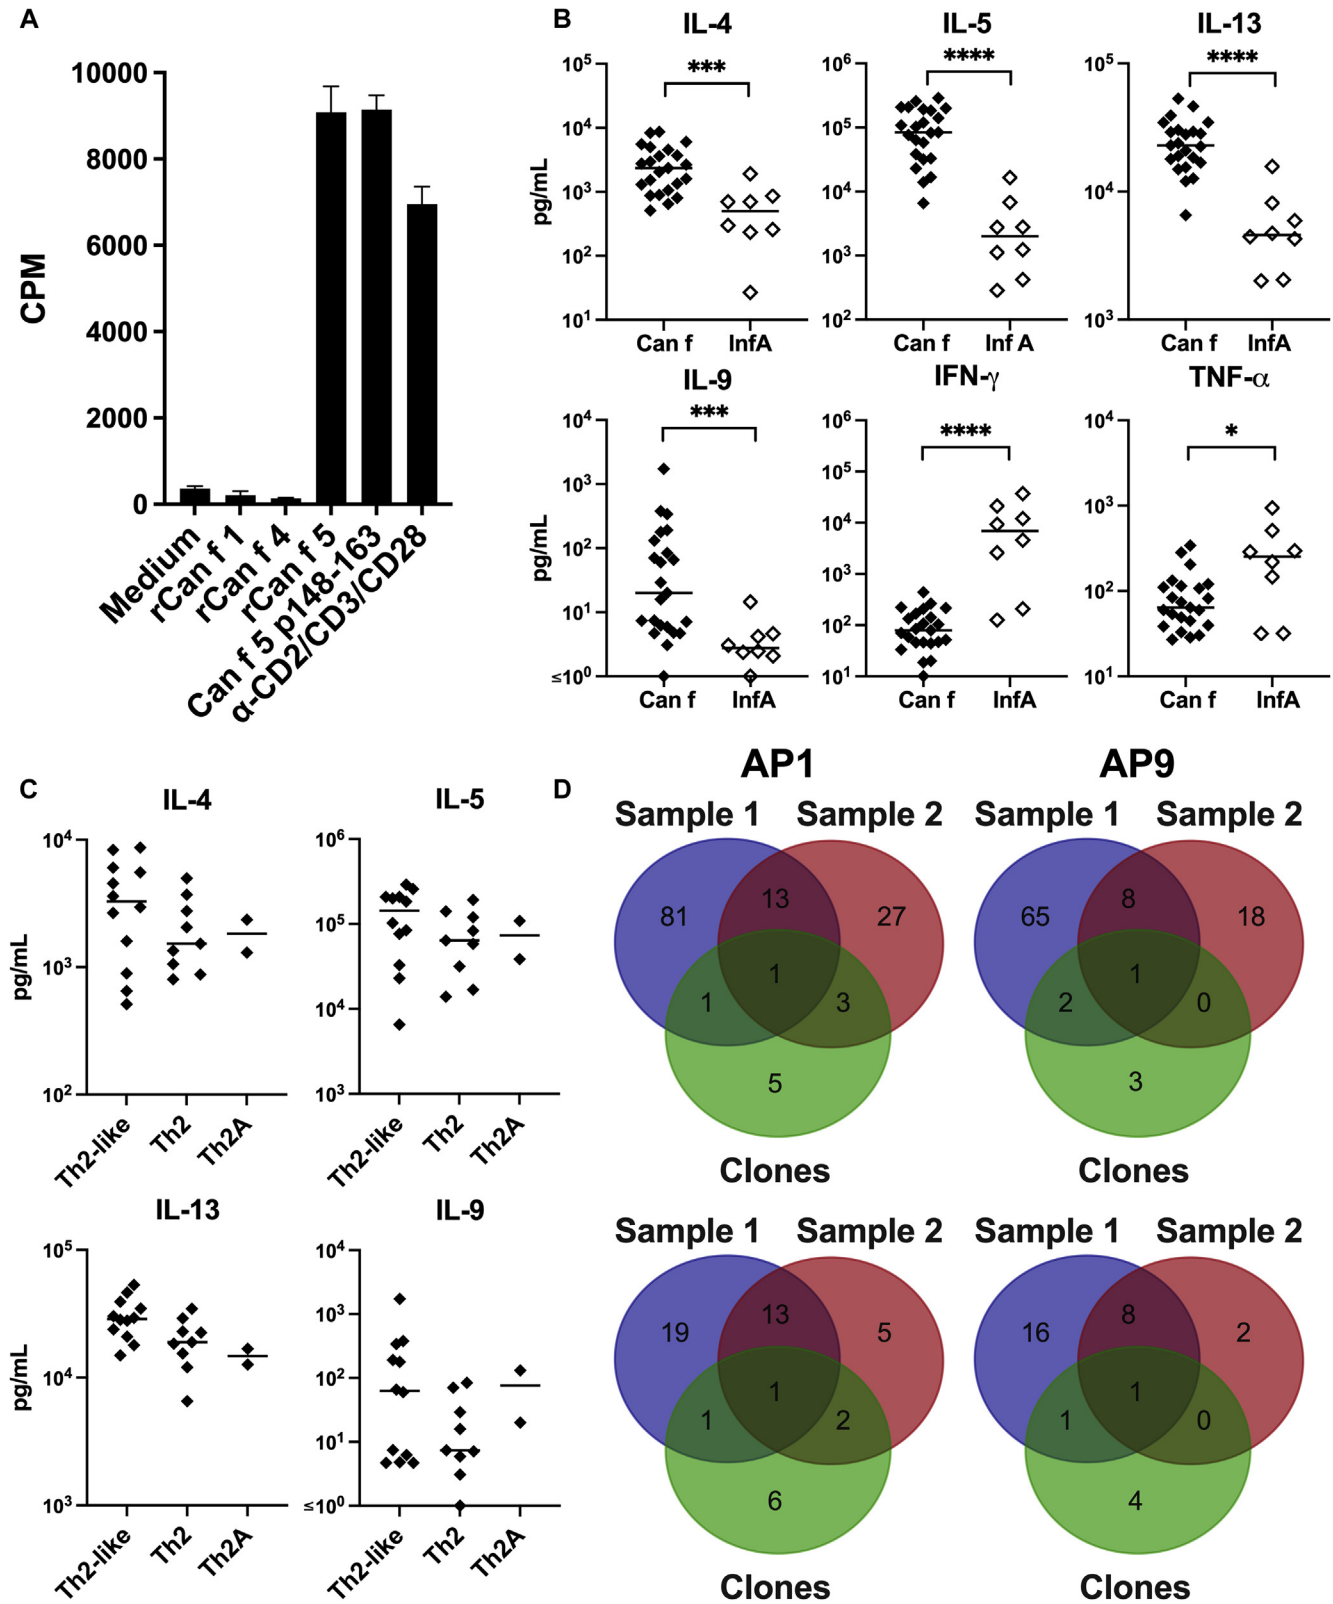 A
10000
8000
6000
4000
2000
0
CPM
Medium
rCan f 1
rCan f 4
rCan f 5
Can f 5 p148-163
α-CD2/CD3/CD28
B
IL-4
***
10⁵
10⁴
10³
10²
10¹
pg/mL
Can f
InfA
IL-5
****
10⁶
10⁵
10⁴
10³
10²
Can f
Inf A
IL-13
****
10⁵
10⁴
10³
Can f
InfA
IL-9
***
10⁴
10³
10²
10¹
≤10⁰
pg/mL
Can f
InfA
IFN-γ
****
10⁶
10⁵
10⁴
10³
10²
10¹
Can f
InfA
TNF-α
*
10⁴
10³
10²
10¹
Can f
InfA
C
IL-4
10⁴
10³
10²
pg/mL
Th2-like
Th2
Th2A
IL-5
10⁶
10⁵
10⁴
10³
Th2-like
Th2
Th2A
IL-13
10⁵
10⁴
10³
pg/mL
Th2-like
Th2
Th2A
IL-9
10⁴
10³
10²
10¹
≤10⁰
Th2-like
Th2
Th2A
D
AP1
Sample 1
Sample 2
81
13
27
1
1
3
5
Clones
AP9
Sample 1
Sample 2
65
8
18
1
2
0
3
Clones
Sample 1
Sample 2
19
13
5
1
1
2
6
Clones
Sample 1
Sample 2
16
8
2
1
1
0
4
Clones